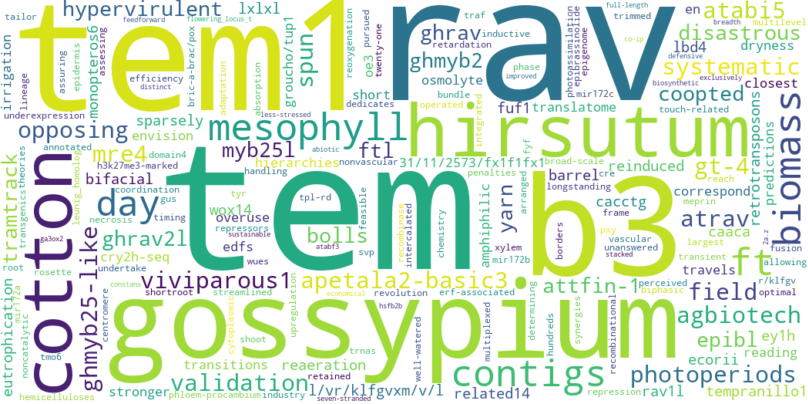 tem1
rav
tem
b3
gossypium
hirsutum
cotton
mesophyll
contigs
biomass
day
ft
field
hypervirulent
lxlxl
feedforward
flowering_locus_t
tailor
irrigation
lineage
assuring
underexpression
epidermis
monopteros6
assessing
efficiency
distinct
bric-a-brac/pox
adaptation
absorption
groucho/tup1
spun
less-stressed
reoxygenation
oe3
pursued
twenty-one
short
dedicates
traf
retardation
ghrav
inductive
ghmyb2
osmolyte
phase
improved
bundle
operated
full-length
trimmed
photoassimilation
epibrassinolide
mir172c
fuf1
translatome
integrated
fyf
en
lbd4
co-ip
breadth
multilevel
defensive
exclusively
biosynthetic
touch-related
atabi5
disastrous
dryness
systematic
coopted
closest
opposing
sparsely
envision
myb25l
ftl
mre4
hierarchies
nonvascular
31/11/2573/fx1f1fx1
abiotic
broad-scale
penalties
reinduced
gt-4
retrotransposons
predictions
h3k27me3-marked
annotated
domain4
bifacial
theories
tramtrack
transgenics
leunig_homolog
coordination
tyr
gus
timing
necrosis
wox14
ghrav2l
handling
overuse
repressors
sustainable
edfs
wues
tpl-rd
feasible
svp
atabf3
bolls
recombinase
intercalated
chemistry
amphiphilic
yarn
arranged
barrel
cre
longstanding
frame
borders
xylem
mir172b
cacctg
unanswered
vascular
pxy
stacked
correspond
atrav
caaca
meprin
reach
largest
transient
2a.z
fusion
allowing
travels
ghmyb25-like
root
rosette
mir172a
noncatalytic
ga3ox2
eutrophication
hemicelluloses
cry2h-seq
undertake
constans
viviparous1
apetala2-basic3
attfin-1
shortroot
streamlined
economical
erf-associated
revolution
hsfb2b
biphasic
perceived
r/klfgv
optimal
agbiotech
epibl
ey1h
ecorii
reading
photoperiods
tempranillo1
related14
rav1l
repression
recombinational
hundreds
synergies
determining
multiplexed
well-watered
l/vr/klfgvxm/v/l
retained
seven-stranded
trnas
industry
validation
reaeration
upregulation
cytoplasmic
transitions
shoot
stronger
phloem-procambium
centromere
tmo6